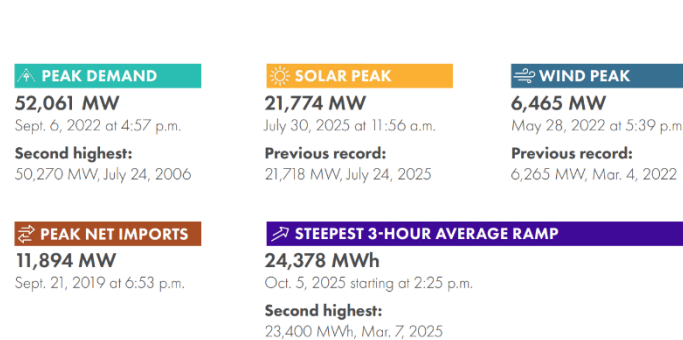 PEAK DEMAND
52,061 MW
Sept. 6, 2022 at 4:57 p.m.
Second highest:
50,270 MW, July 24, 2006
SOLAR PEAK
21,774 MW
July 30, 2025 at 11:56 a.m.
Previous record:
21,718 MW, July 24, 2025
WIND PEAK
6,465 MW
May 28, 2022 at 5:39 p.m
Previous record:
6,265 MW, Mar. 4, 2022
PEAK NET IMPORTS
11,894 MW
Sept. 21, 2019 at 6:53 p.m.
STEEPEST 3-HOUR AVERAGE RAMP
24,378 MWh
Oct. 5, 2025 starting at 2:25 p.m.
Second highest:
23,400 MWh, Mar. 7, 2025